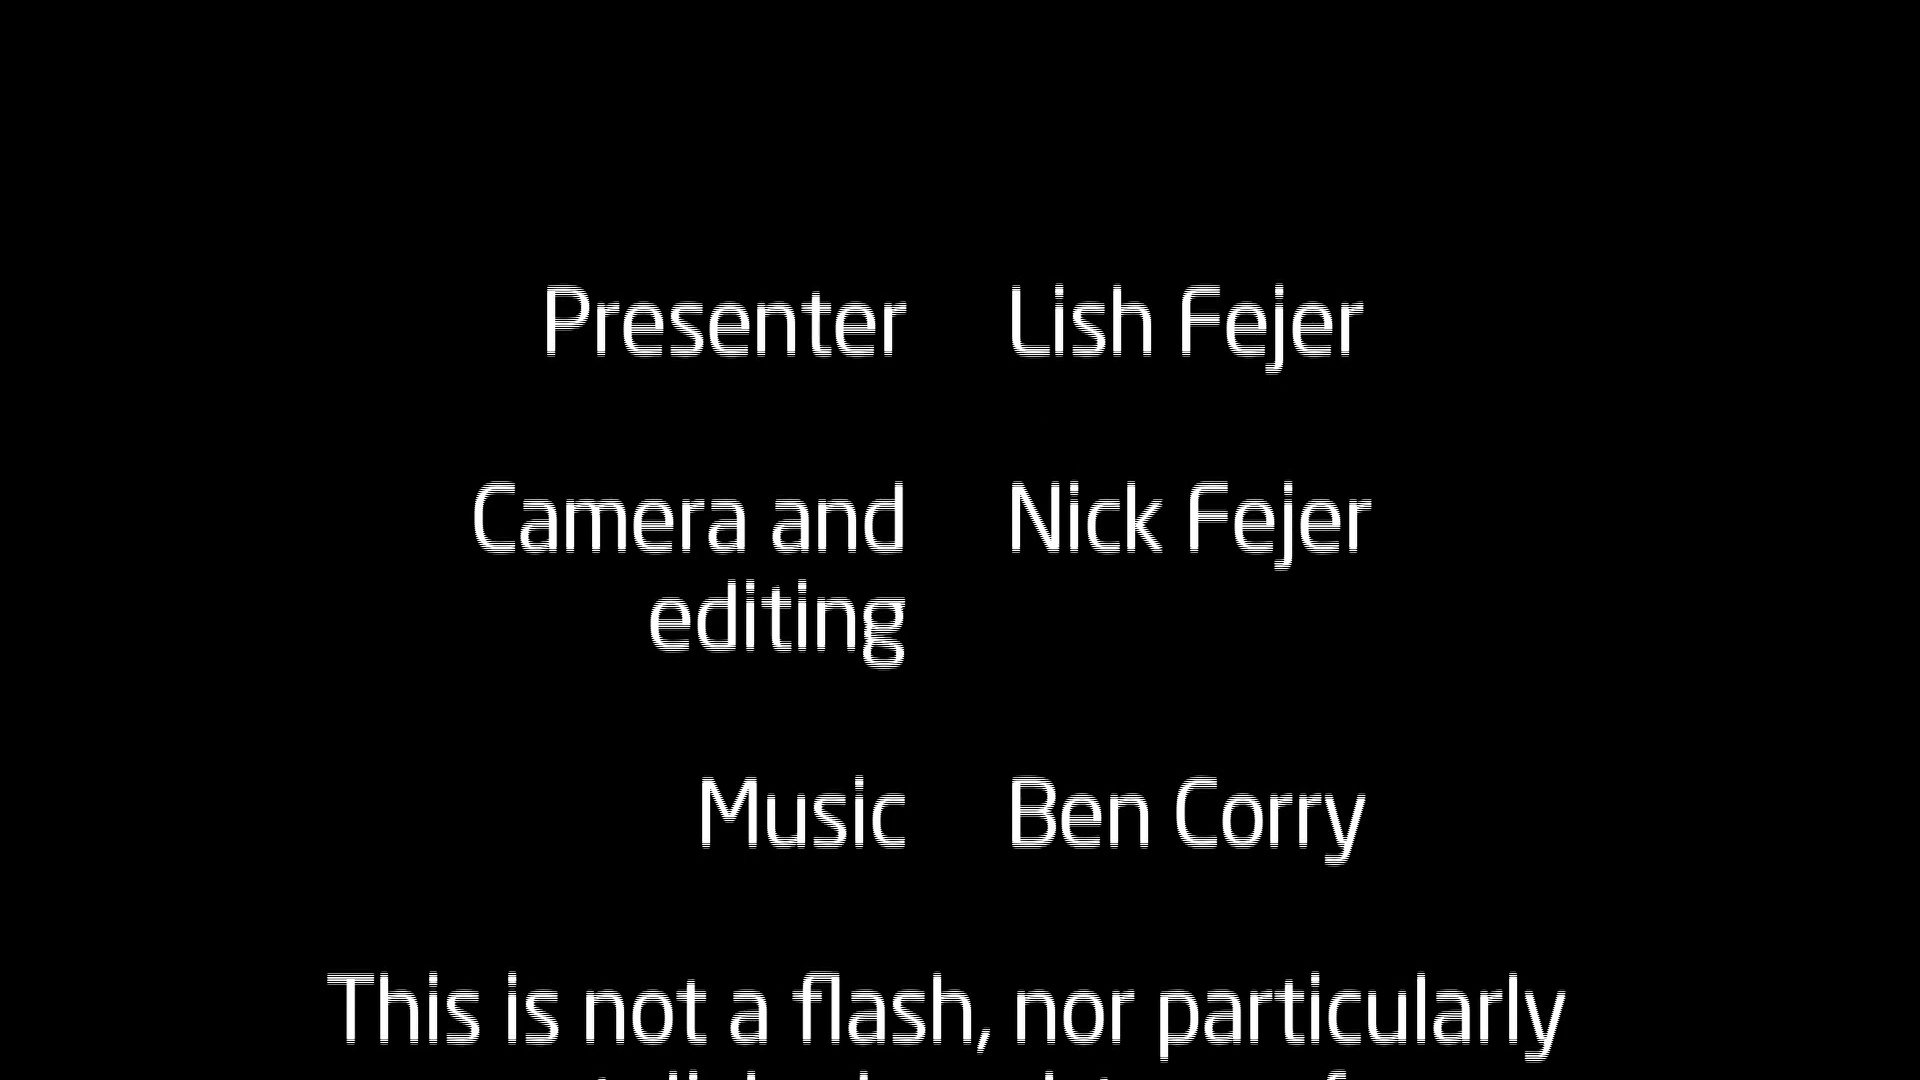 Presenter Lish Fejer
Camera and Nick Fejer
editing
Music Ben Corry
This is not a flash, nor particularly